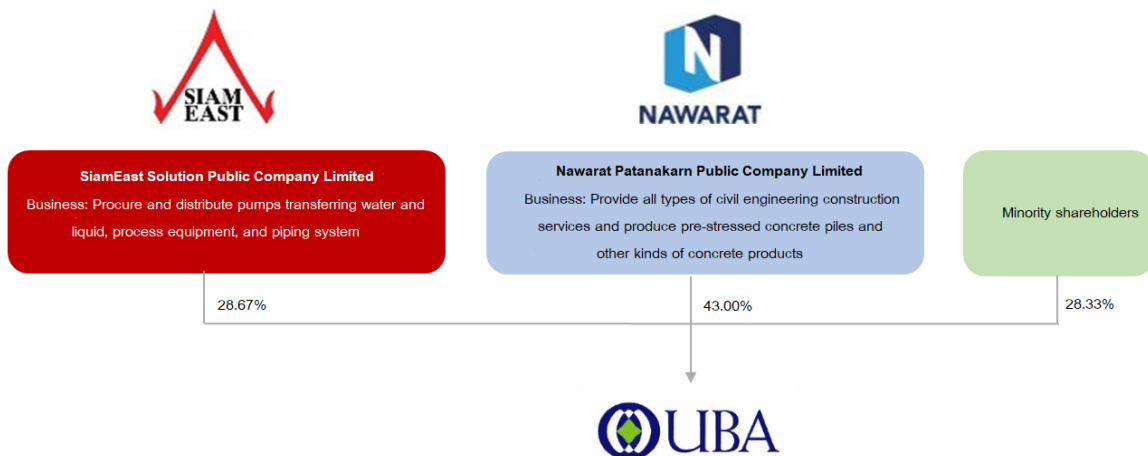 SIAM
EAST
NAWARAT
SiamEast Solution Public Company Limited
Business: Procure and distribute pumps transferring water and
liquid, process equipment, and piping system
Nawarat Patanakarn Public Company Limited
Business: Provide all types of civil engineering construction
services and produce pre-stressed concrete piles and
other kinds of concrete products
Minority shareholders
28.67%
43.00%
28.33%
UBA